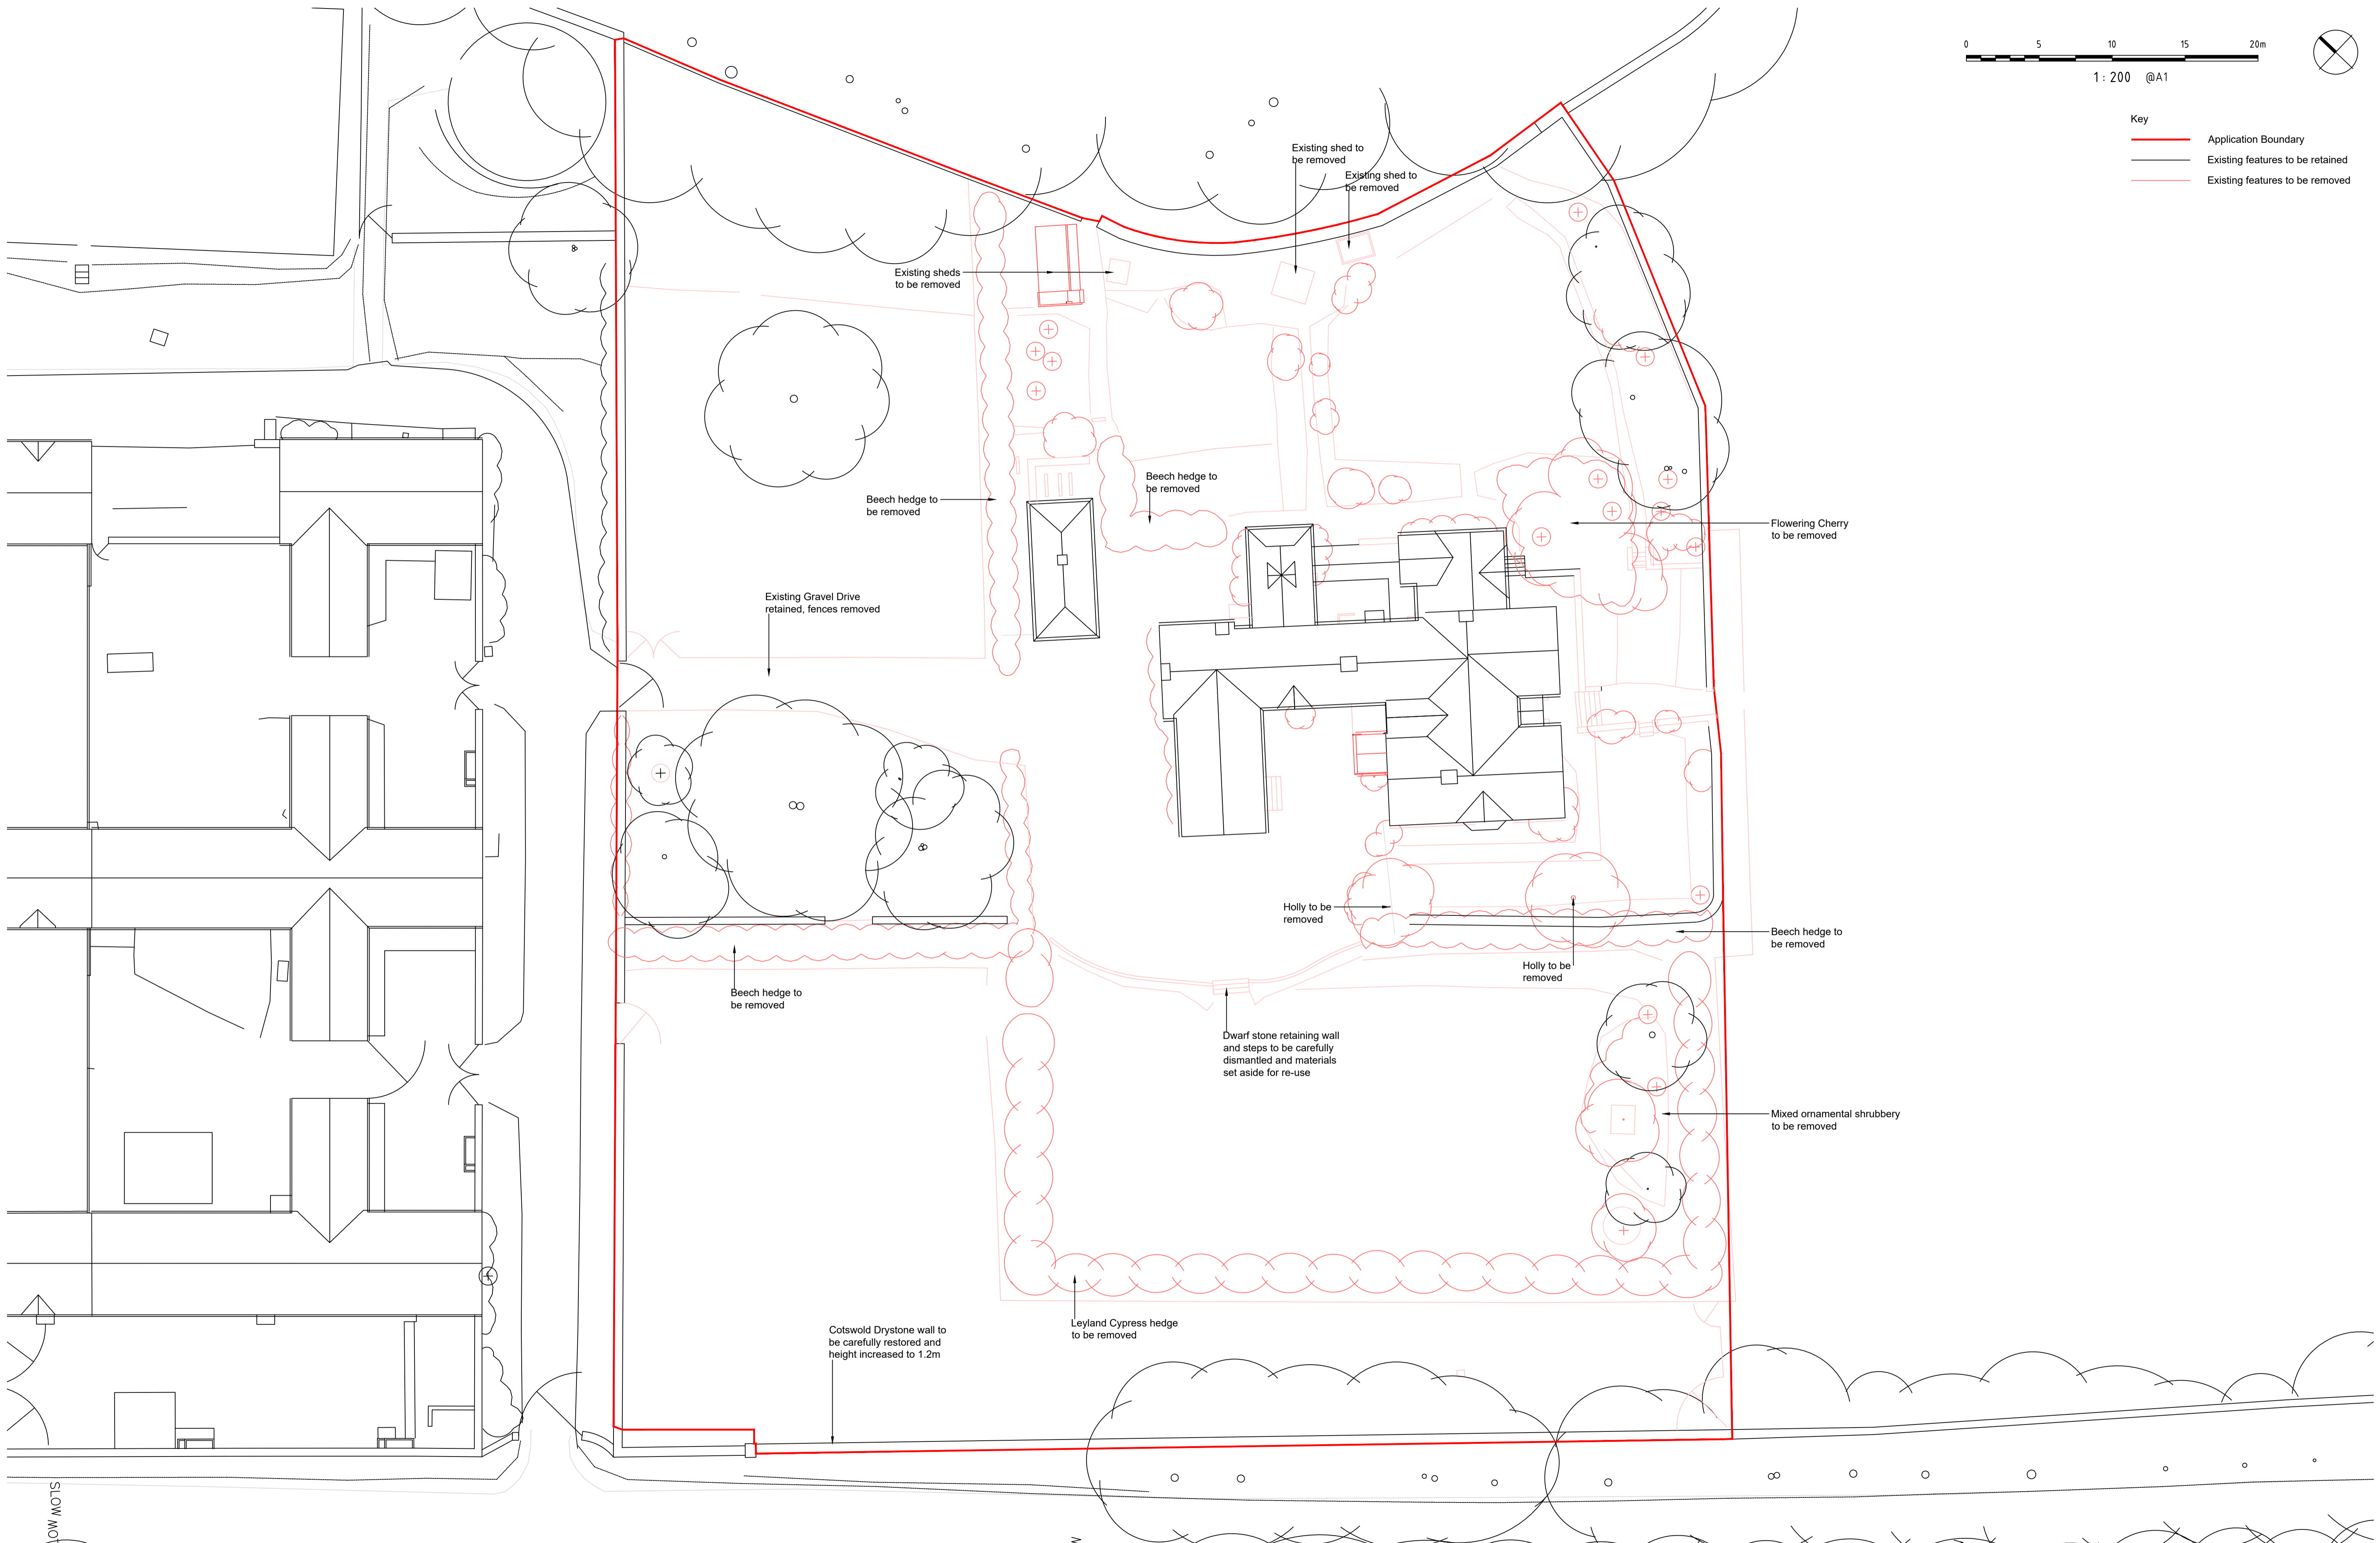 0 5 10 15 20m
1: 200 @A1
Key
Application Boundary
Existing features to be retained
Existing features to be removed
Existing shed to
be removed
Existing shed to
be removed
Existing sheds
to be removed
Beech hedge to
be removed
Beech hedge to
be removed
Flowering Cherry
to be removed
Existing Gravel Drive
retained, fences removed
Holly to be
removed
Beech hedge to
be removed
Holly to be
removed
Beech hedge to
be removed
Dwarf stone retaining wall
and steps to be carefully
dismantled and materials
set aside for re-use
Mixed ornamental shrubbery
to be removed
Leyland Cypress hedge
to be removed
Cotswold Drystone wall to
be carefully restored and
height increased to 1.2m
SLOW